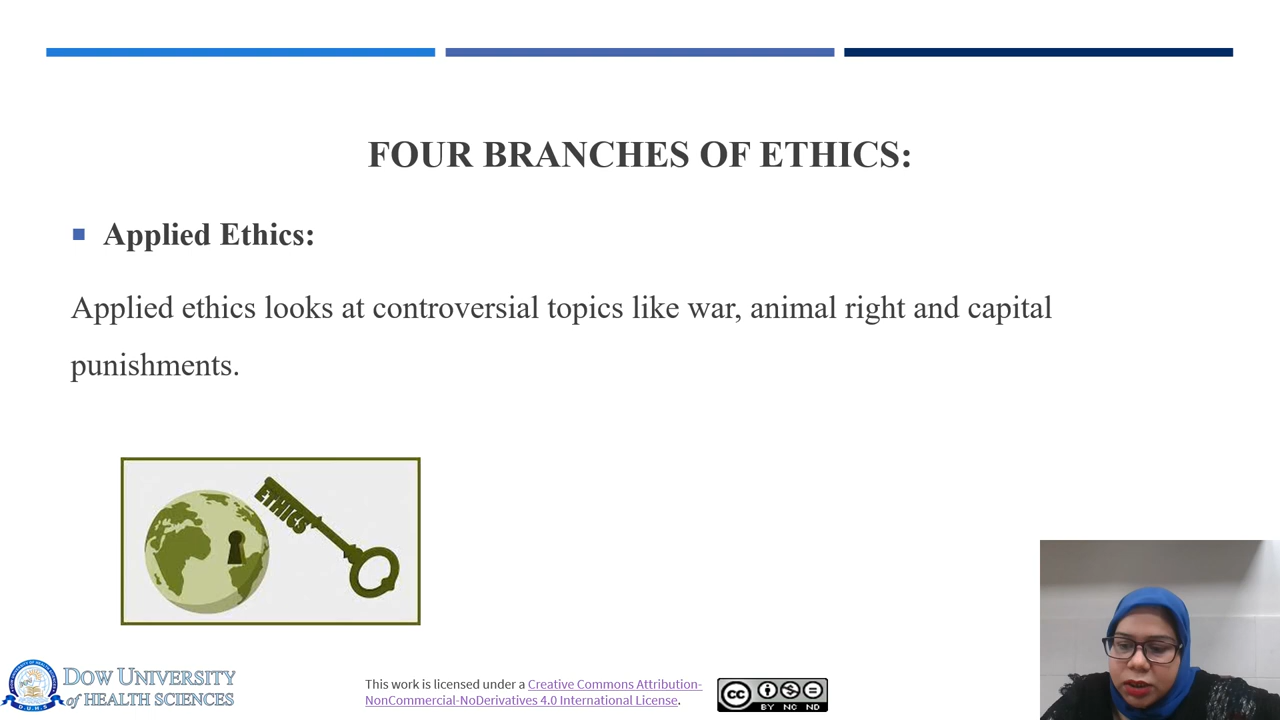 FOUR BRANCHES OF ETHICS:
Applied Ethics:
Applied ethics looks at controversial topics like war, animal right and capital
punishments.
ETHICS
DOW UNIVERSITY
of HEALTH SCIENCES
D.U.H.S
This work is licensed under a Creative Commons Attribution-
NonCommercial-NoDerivatives 4.0 International License.
cc
BY NC ND